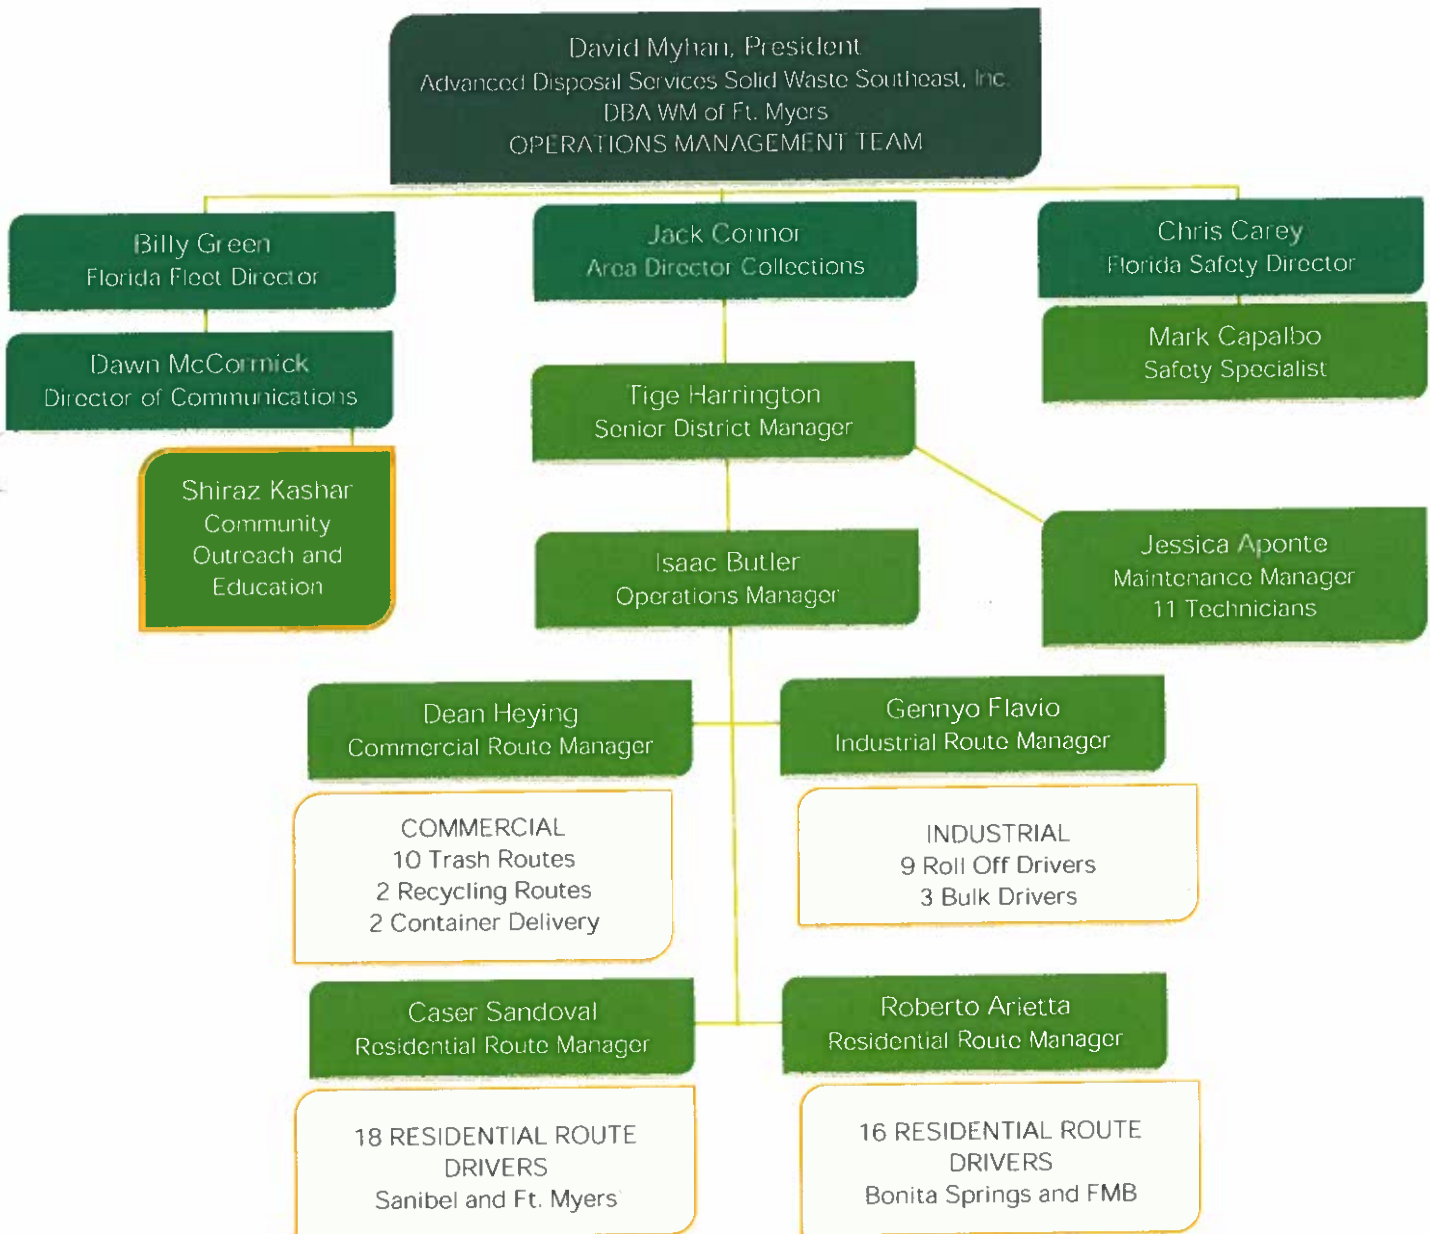 David Myhan, President
Advanced Disposal Services Solid Waste Southeast, Inc.
DBA WM of Ft. Myers
OPERATIONS MANAGEMENT TEAM
Billy Green
Florida Fleet Director
Jack Connor
Area Director Collections
Chris Carey
Florida Safety Director
Dawn McCormick
Director of Communications
Mark Capalbo
Safety Specialist
Tige Harrington
Senior District Manager
Shiraz Kashar
Community
Outreach and
Education
Isaac Butler
Operations Manager
Jessica Aponte
Maintenance Manager
11 Technicians
Dean Heying
Commercial Route Manager
Gennyo Flavio
Industrial Route Manager
COMMERCIAL
10 Trash Routes
2 Recycling Routes
2 Container Delivery
INDUSTRIAL
9 Roll Off Drivers
3 Bulk Drivers
Caser Sandoval
Residential Route Manager
Roberto Arietta
Residential Route Manager
18 RESIDENTIAL ROUTE
DRIVERS
Sanibel and Ft. Myers
16 RESIDENTIAL ROUTE
DRIVERS
Bonita Springs and FMB